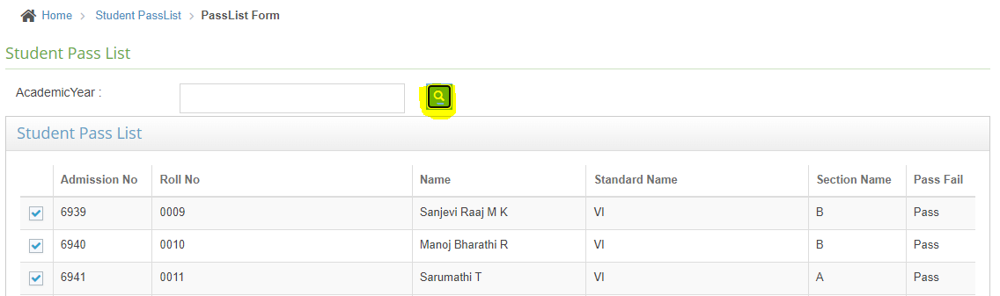 Home > Student PassList > PassList Form
Student Pass List
AcademicYear :
Student Pass List
Admission No Roll No Name Standard Name Section Name Pass Fail
6939 0009 Sanjevi Raaj M K VI B Pass
6940 0010 Manoj Bharathi R VI B Pass
6941 0011 Sarumathi T VI A Pass